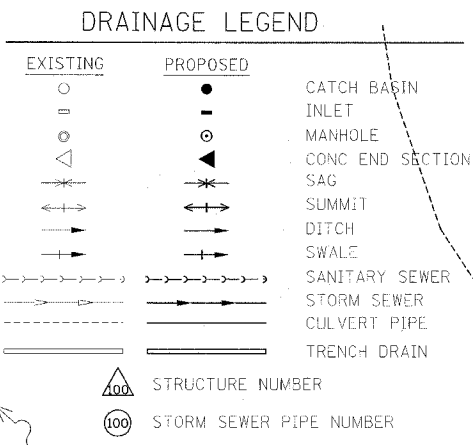 DRAINAGE LEGEND
EXISTING PROPOSED
CATCH BASIN
INLET
MANHOLE
CONC END SECTION
SAG
SUMMIT
DITCH
SWALE
SANITARY SEWER
STORM SEWER
CULVERT PIPE
TRENCH DRAIN
100 STRUCTURE NUMBER
100 STORM SEWER PIPE NUMBER